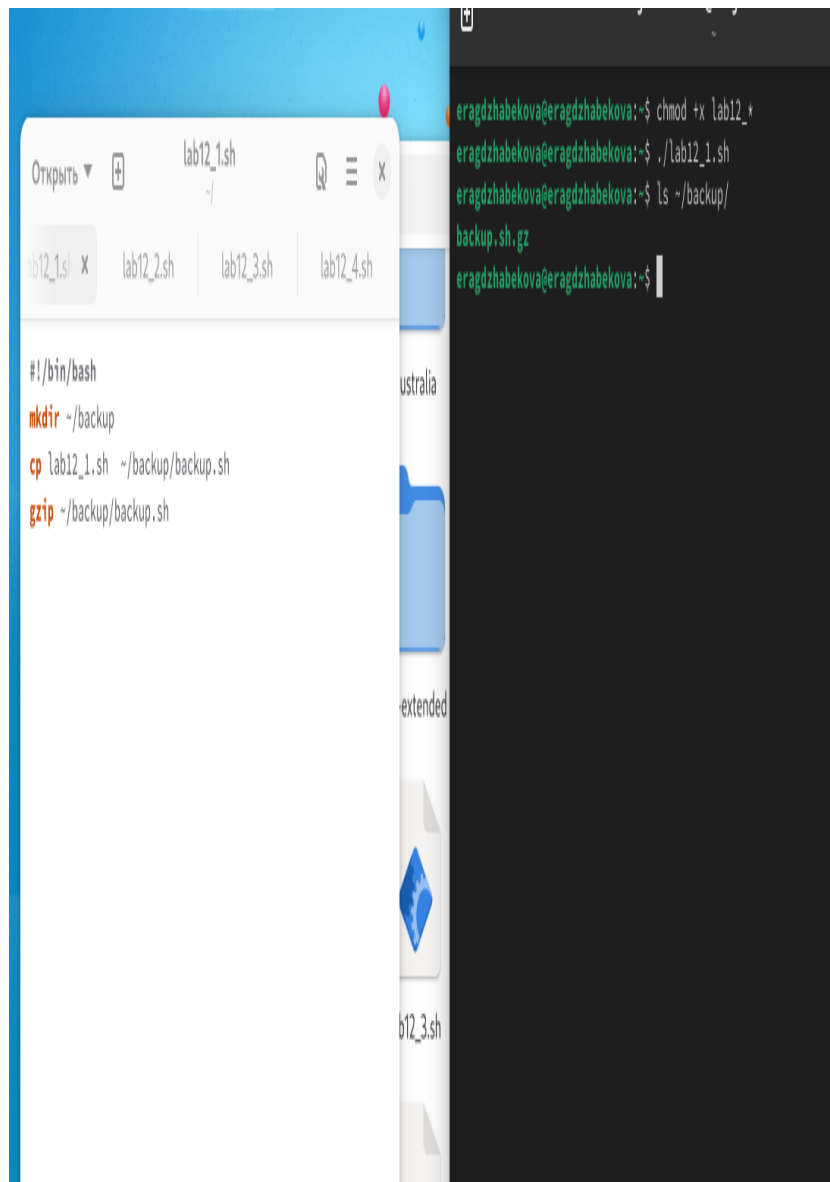 Открыть
lab12_1.sh
~/
lab12_2.sh
lab12_3.sh
lab12_4.sh
#!/bin/bash
mkdir ~/backup
cp lab12_1.sh ~/backup/backup.sh
gzip ~/backup/backup.sh
ustralia
-extended
b12_3.sh
~
eragdzhabekova@eragdzhabekova:~$ chmod +x lab12_*
eragdzhabekova@eragdzhabekova:~$ ./lab12_1.sh
eragdzhabekova@eragdzhabekova:~$ ls ~/backup/
backup.sh.gz
eragdzhabekova@eragdzhabekova:~$